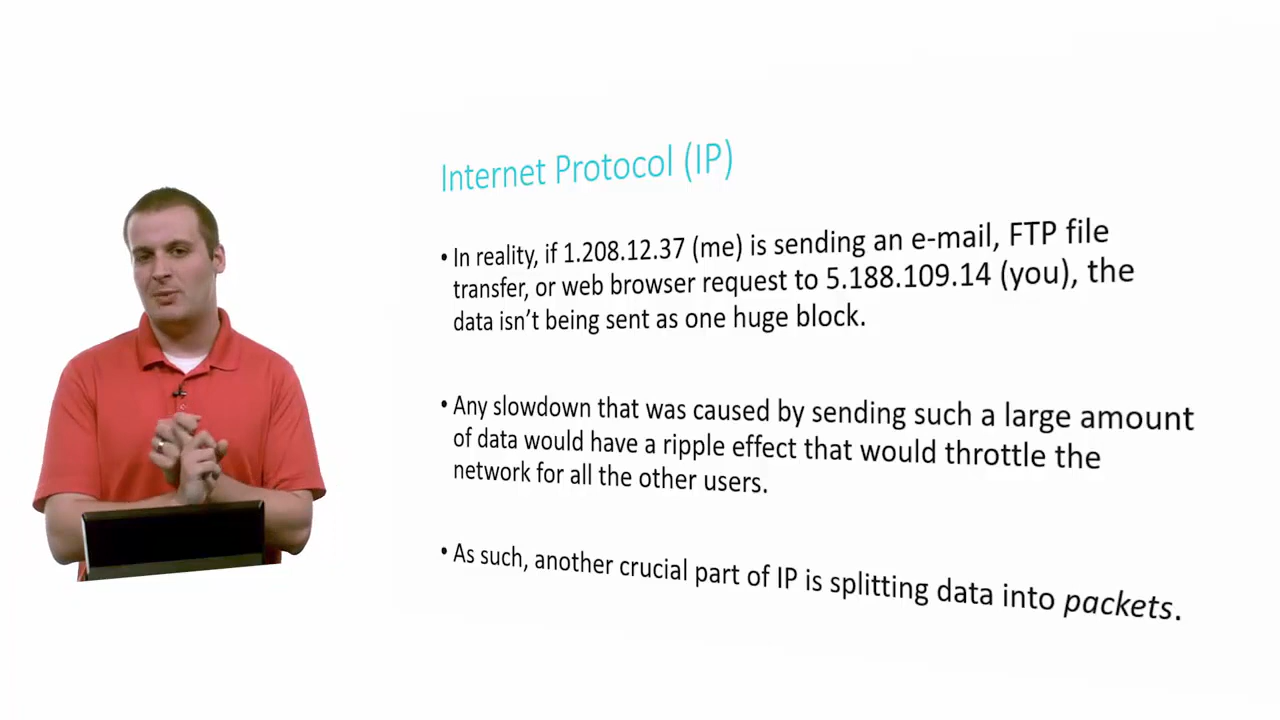 Internet Protocol (IP)
• In reality, if 1.208.12.37 (me) is sending an e-mail, FTP file
transfer, or web browser request to 5.188.109.14 (you), the
data isn't being sent as one huge block.
• Any slowdown that was caused by sending such a large amount
of data would have a ripple effect that would throttle the
network for all the other users.
• As such, another crucial part of IP is splitting data into packets.